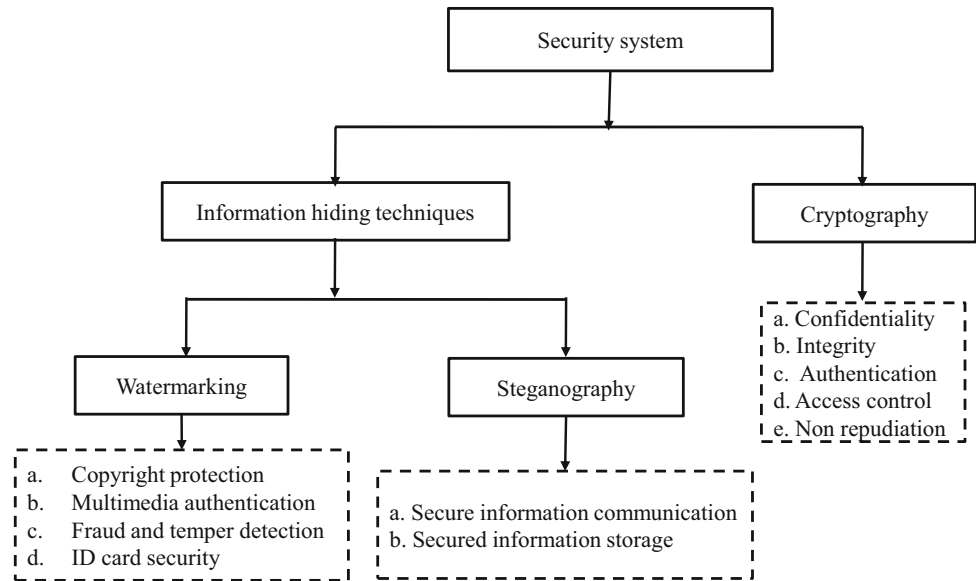 Security system
Information hiding techniques
Cryptography
Watermarking
Steganography
a. Confidentiality
b. Integrity
c. Authentication
d. Access control
e. Non repudiation
a. Copyright protection
b. Multimedia authentication
c. Fraud and temper detection
d. ID card security
a. Secure information communication
b. Secured information storage